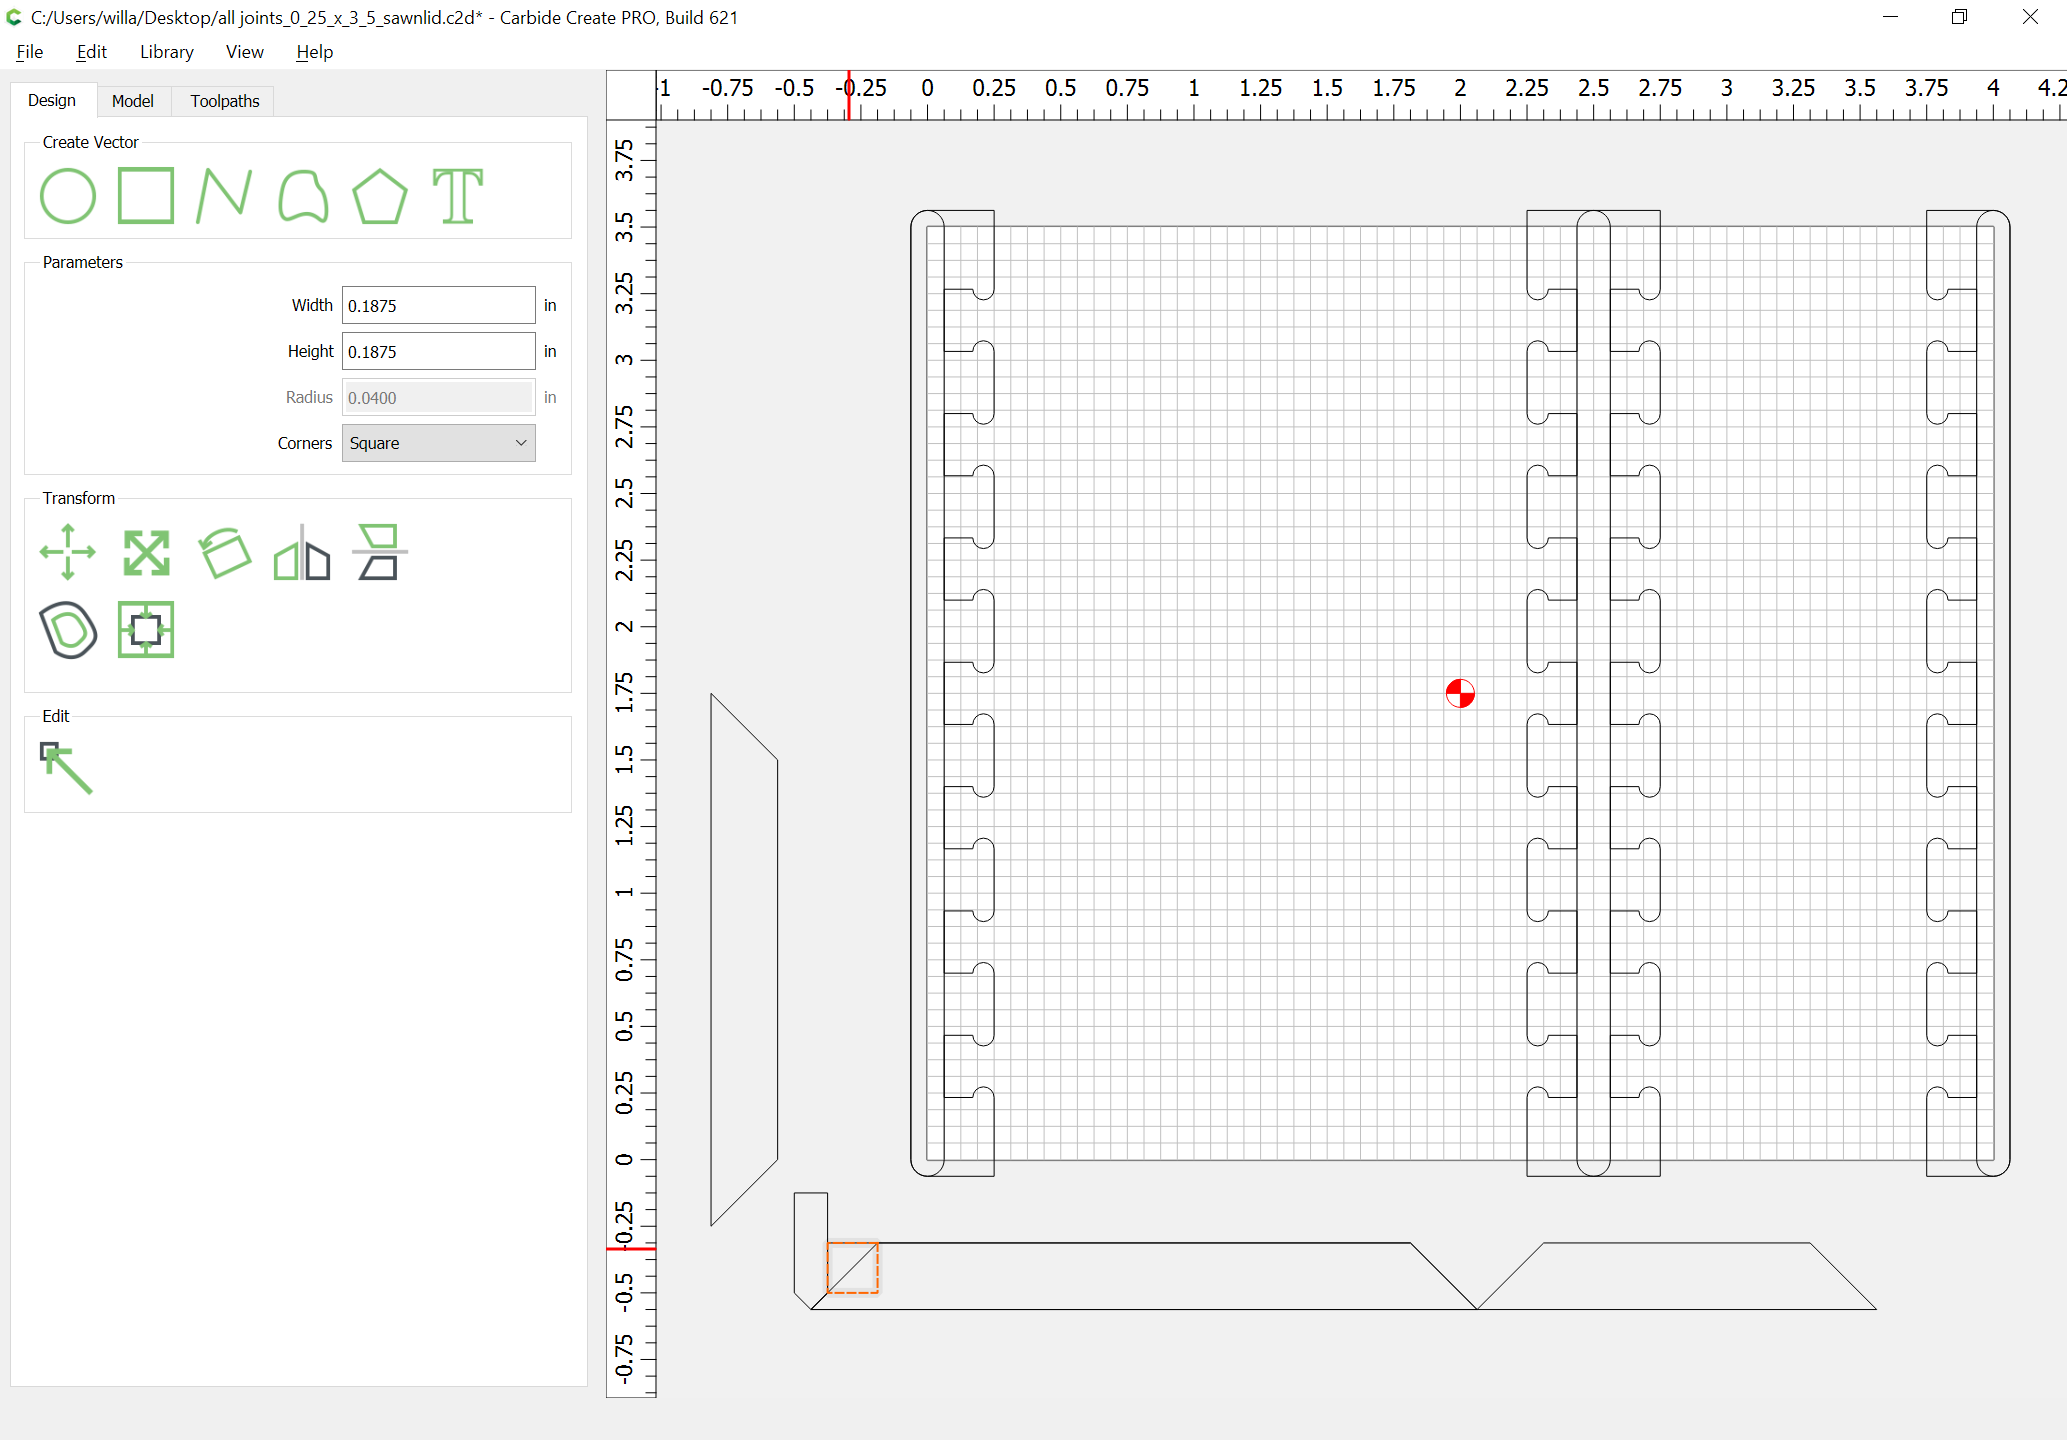 C:/Users/willa/Desktop/all joints_0_25_x_3_5_sawnlid.c2d* - Carbide Create PRO, Build 621
File Edit Library View Help
Design Model Toolpaths
Create Vector
Parameters
Width 0.1875 in
Height 0.1875 in
Radius 0.0400 in
Corners Square
Transform
Edit
-1 -0.75 -0.5 -0.25 0 0.25 0.5 0.75 1 1.25 1.5 1.75 2 2.25 2.5 2.75 3 3.25 3.5 3.75 4 4.2
3.75
3.5
3.25
3
2.75
2.5
2.25
2
1.75
1.5
1.25
1
0.75
0.5
0.25
0
-0.25
-0.5
-0.75